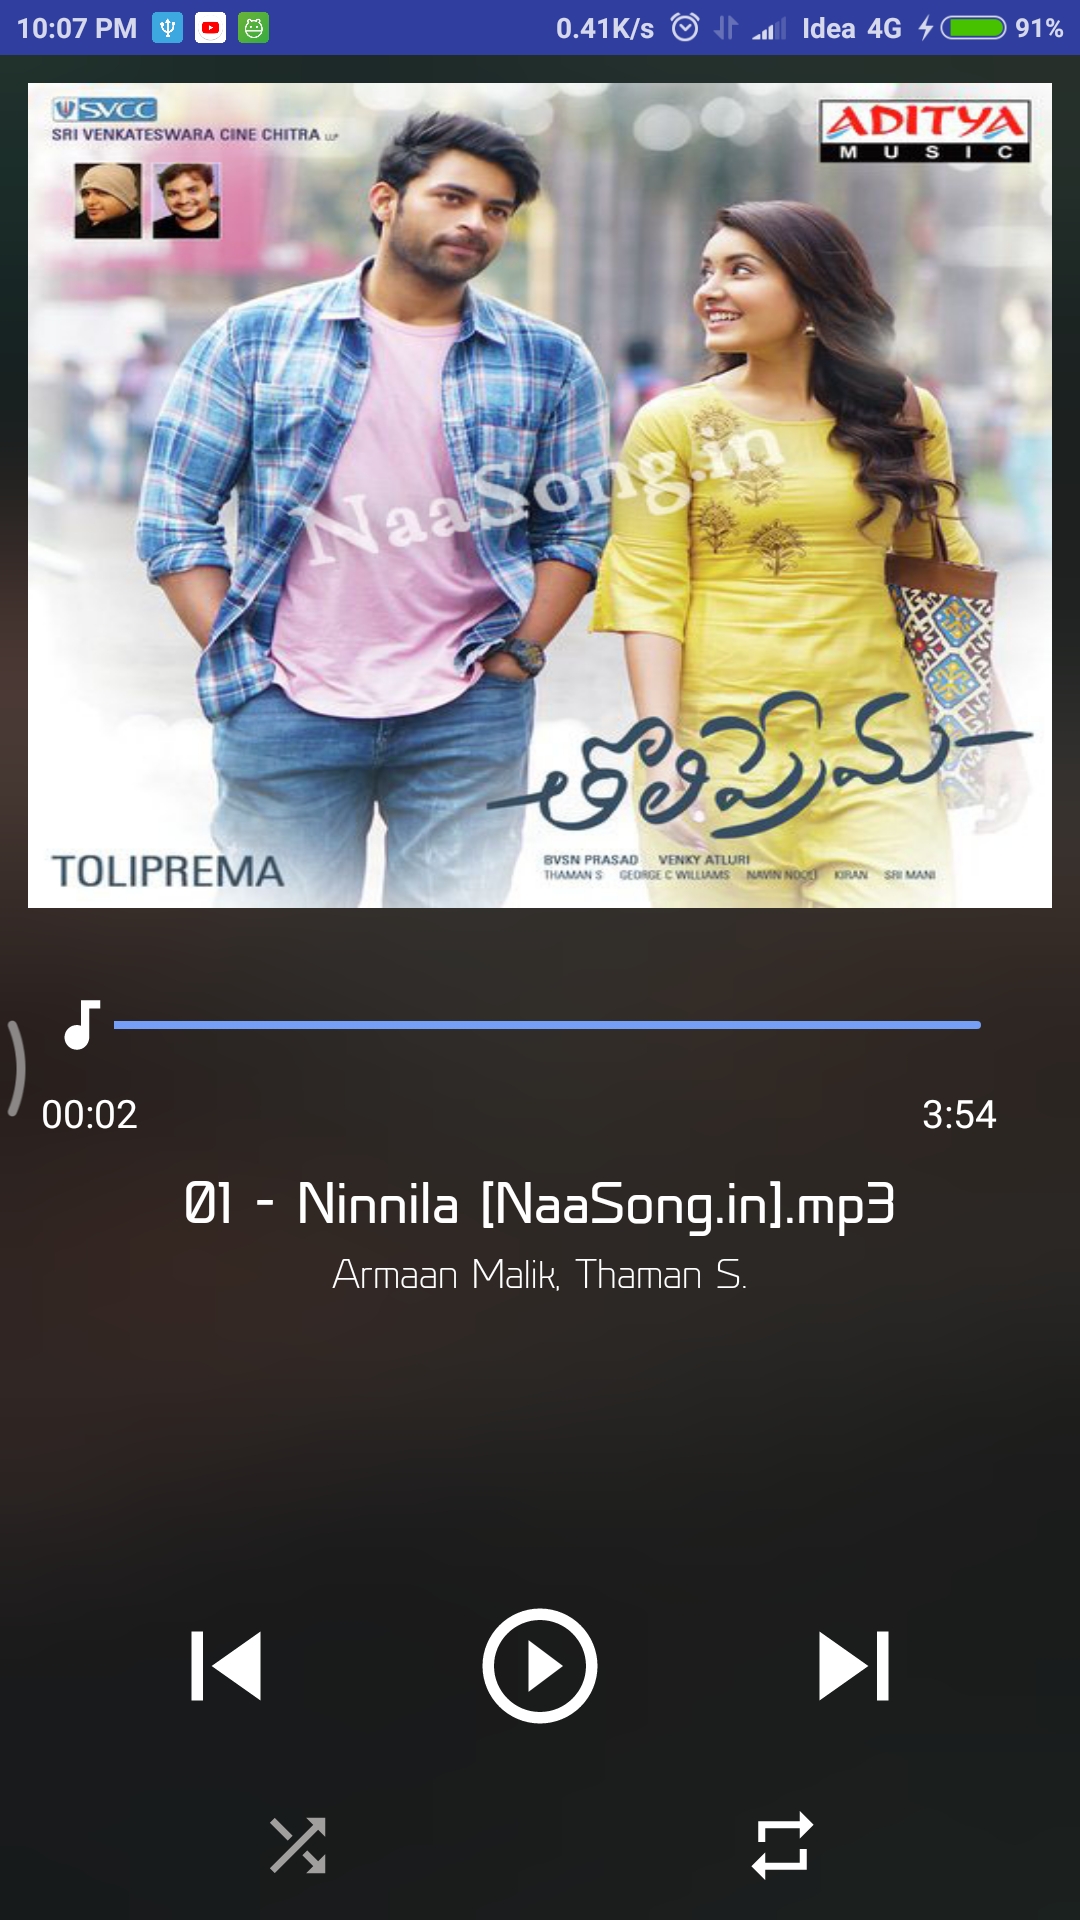 10:07 PM 0.41K/s Idea 4G 91%
SVCC
SRI VENKATESWARA CINE CHITRA LLP
ADITYA
MUSIC
NaaSong.in
తొలిప్రేమ
TOLIPREMA
BVSN PRASAD VENKY ATLURI
THAMAN S GEORGE C WILLIAMS NAVIN NOOLI KIRAN SRI MANI
00:02 3:54
01 - Ninnila [NaaSong.in].mp3
Armaan Malik, Thaman S.